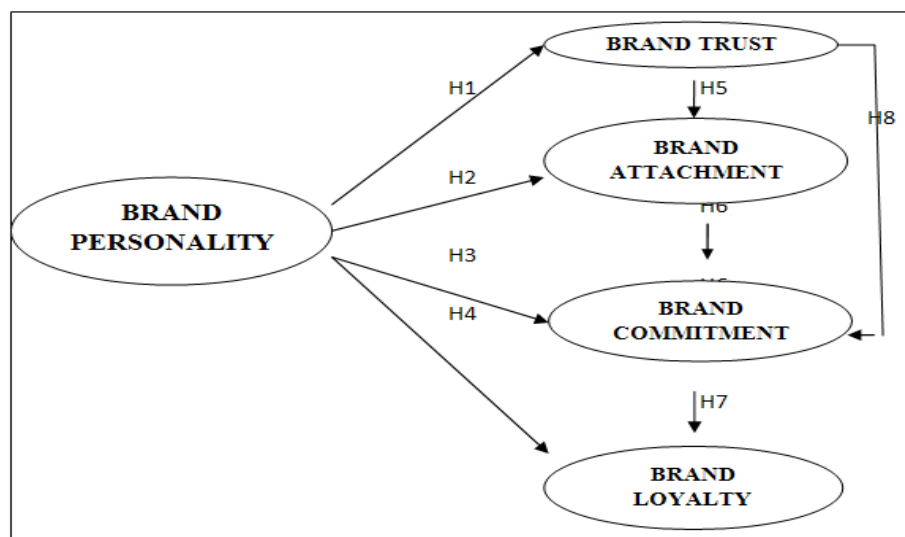 BRAND TRUST
H1
H5
H8
BRAND
ATTACHMENT
H2
H6
BRAND
PERSONALITY
H3
H4
BRAND
COMMITMENT
H7
BRAND
LOYALTY